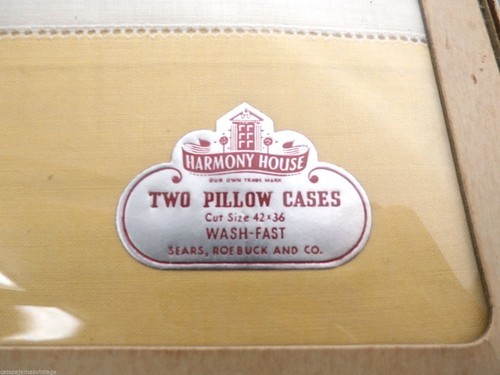 HARMONY HOUSE
OUR OWN TRADE MARK
TWO PILLOW CASES
Cut Size 42x36
WASH-FAST
SEARS, ROEBUCK AND CO.